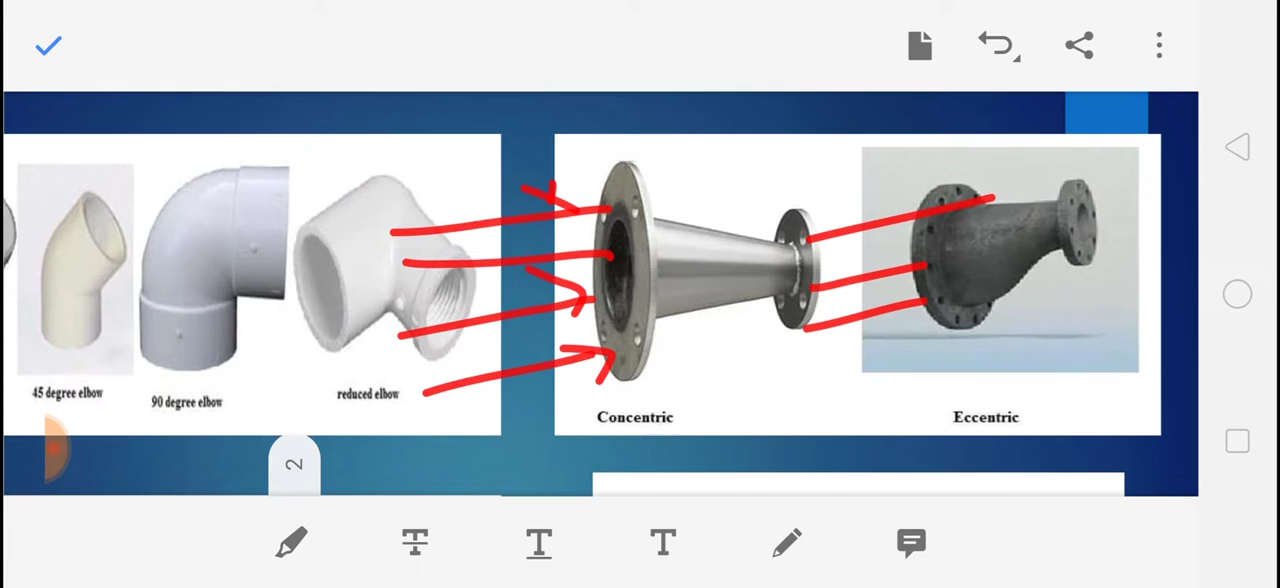 45 degree elbow
90 degree elbow
reduced elbow
Concentric
Eccentric
2
T
T
T